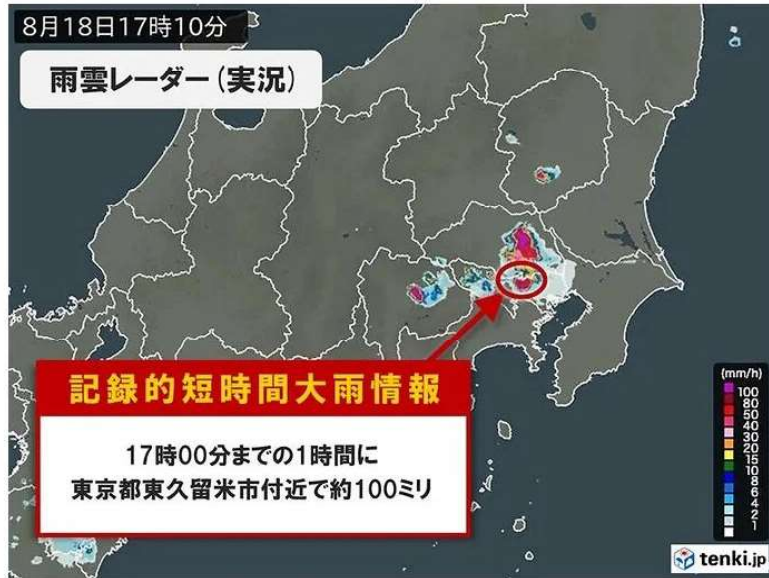 8月18日17時10分
雨雲レーダー(実況)
記録的短時間大雨情報
17時00分までの1時間に
東京都東久留米市付近で約100ミリ
(mm/h)
100
80
50
40
30
20
15
10
8
6
4
2
1
tenki.jp